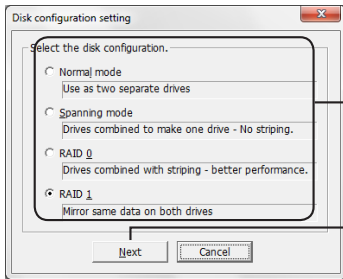 Disk configuration setting
Select the disk configuration.
Normal mode
Use as two separate drives
Spanning mode
Drives combined to make one drive - No striping.
RAID 0
Drives combined with striping - better performance.
RAID 1
Mirror same data on both drives
Next
Cancel